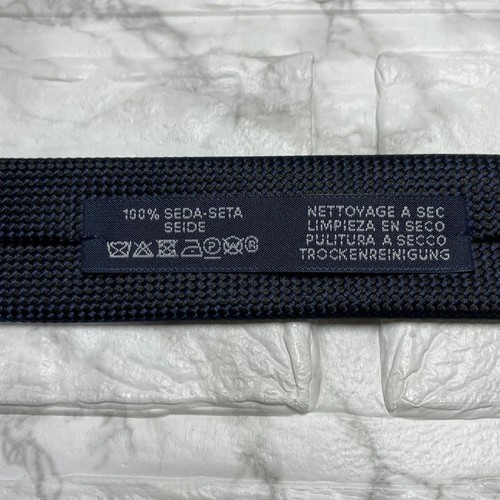 100% SEDA-SETA
SEIDE
NETTOYAGE A SEC
LIMPIEZA EN SECO
PULITURA A SECCO
TROCKENREINIGUNG